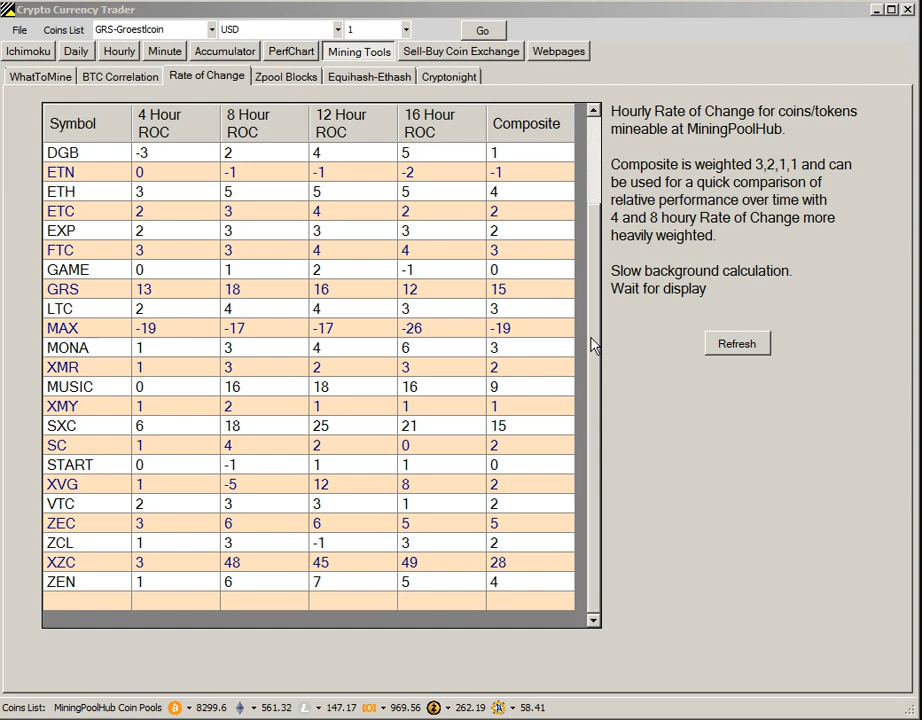 Crypto Currency Trader
File Coins List GRS-Groestlcoin USD 1 Go
Ichimoku Daily Hourly Minute Accumulator PerfChart Mining Tools Sell-Buy Coin Exchange Webpages
WhatToMine BTC Correlation Rate of Change Zpool Blocks Equihash-Ethash Cryptonight
Symbol 4 Hour ROC 8 Hour ROC 12 Hour ROC 16 Hour ROC Composite
DGB -3 2 4 5 1
ETN 0 -1 -1 -2 -1
ETH 3 5 5 5 4
ETC 2 3 4 2 2
EXP 2 3 3 3 2
FTC 3 3 4 4 3
GAME 0 1 2 -1 0
GRS 13 18 16 12 15
LTC 2 4 4 3 3
MAX -19 -17 -17 -26 -19
MONA 1 3 4 6 3
XMR 1 3 2 3 2
MUSIC 0 16 18 16 9
XMY 1 2 1 1 1
SXC 6 18 25 21 15
SC 1 4 2 0 2
START 0 -1 1 1 0
XVG 1 -5 12 8 2
VTC 2 3 3 1 2
ZEC 3 6 6 5 5
ZCL 1 3 -1 3 2
XZC 3 48 45 49 28
ZEN 1 6 7 5 4
Hourly Rate of Change for coins/tokens
mineable at MiningPoolHub.
Composite is weighted 3,2,1,1 and can
be used for a quick comparison of
relative performance over time with
4 and 8 houry Rate of Change more
heavily weighted.
Slow background calculation.
Wait for display
Refresh
Coins List: MiningPoolHub Coin Pools 8299.6 561.32 147.17 969.56 262.19 58.41